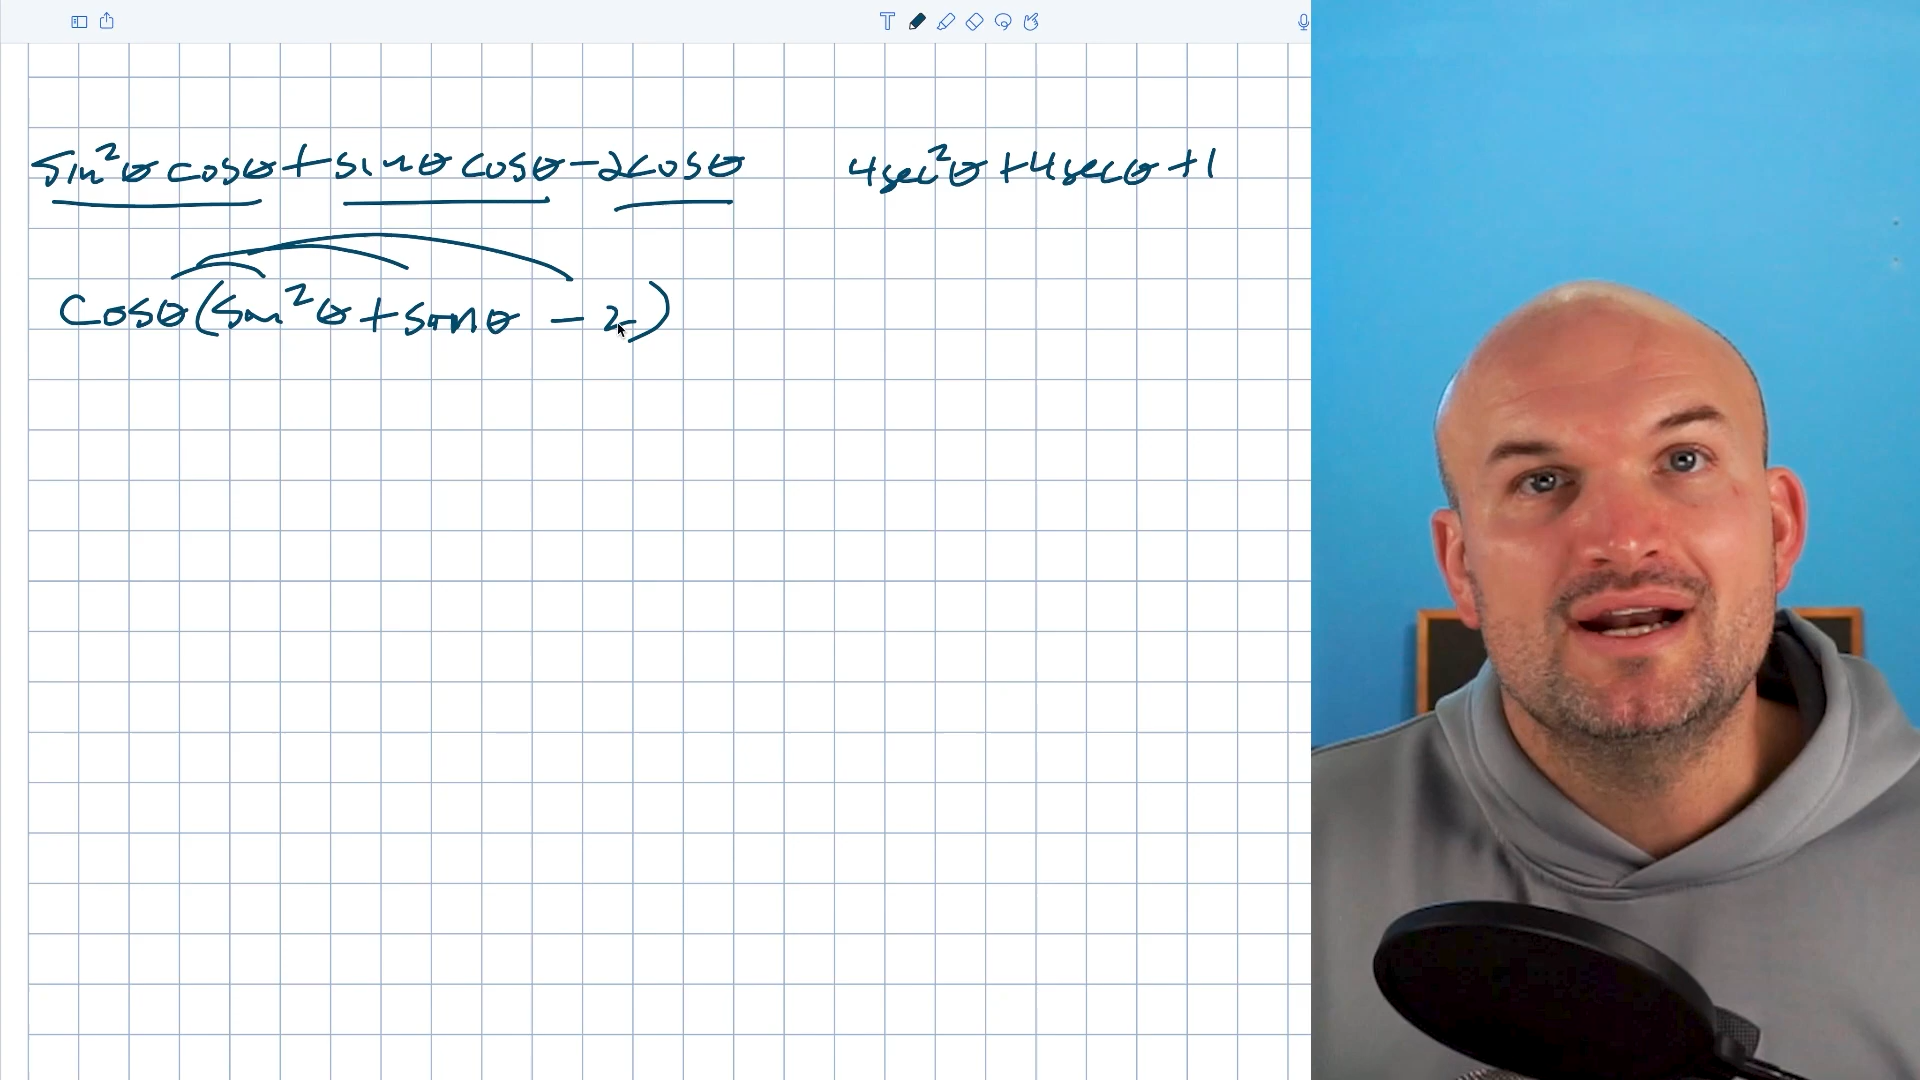 sin²θ cosθ + sinθ cosθ - 2cosθ
4sec²θ + 4secθ + 1
cosθ(sin²θ + sinθ - 2)